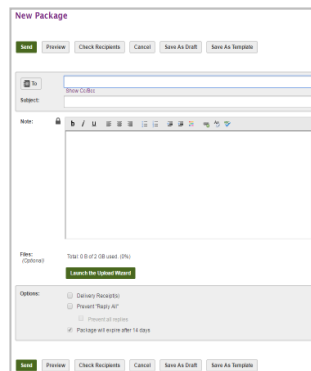 New Package
Send Preview Check Recipients Cancel Save As Draft Save As Template
To
Show Cc/Bcc
Subject:
Note: b i u
Files: Total: 0 B of 2 GB used. (0%)
(Optional)
Launch the Upload Wizard
Options: Delivery Receipt(s)
Prevent "Reply All"
Prevent all replies
Package will expire after 14 days
Send Preview Check Recipients Cancel Save As Draft Save As Template